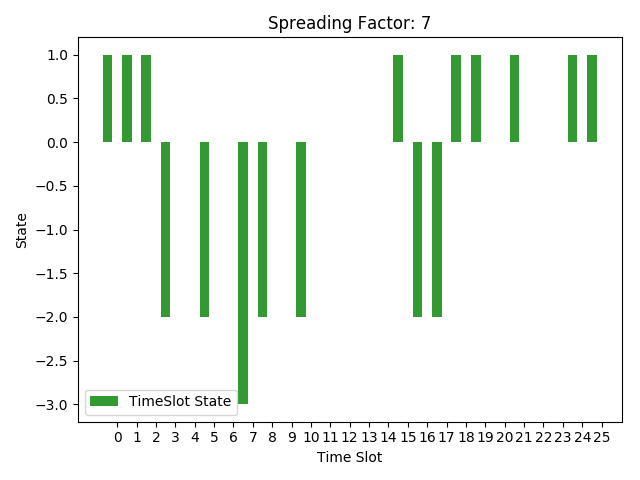 Spreading Factor: 7
1.0
0.5
0.0
−0.5
−1.0
−1.5
−2.0
−2.5
−3.0
State
TimeSlot State
0 1 2 3 4 5 6 7 8 9 10 11 12 13 14 15 16 17 18 19 20 21 22 23 24 25
Time Slot